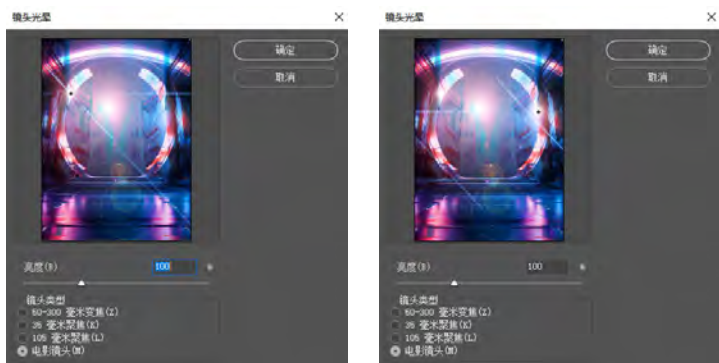 镜头光晕
确定
取消
亮度(B)
100
%
镜头类型
50-300 毫米变焦(Z)
35 毫米聚焦(K)
105 毫米聚焦(L)
电影镜头(M)
镜头光晕
确定
取消
亮度(B)
100
%
镜头类型
50-300 毫米变焦(Z)
35 毫米聚焦(K)
105 毫米聚焦(L)
电影镜头(M)